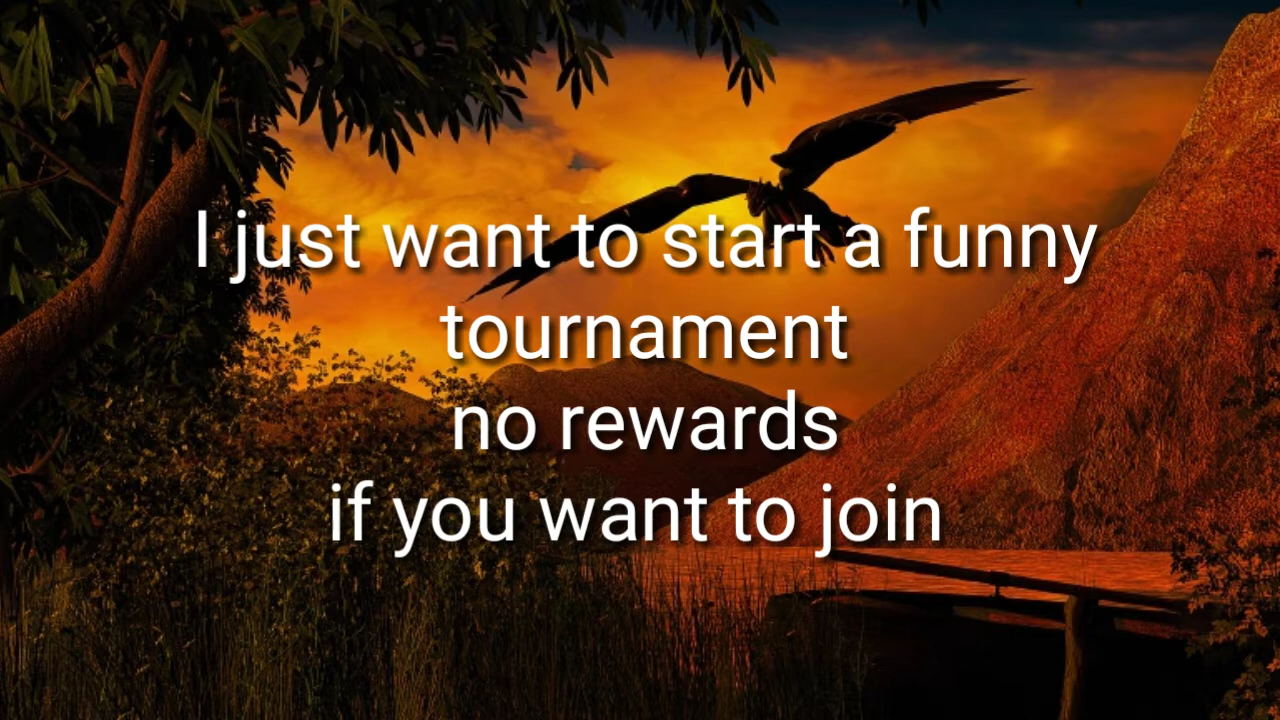 I just want to start a funny
tournament
no rewards
if you want to join